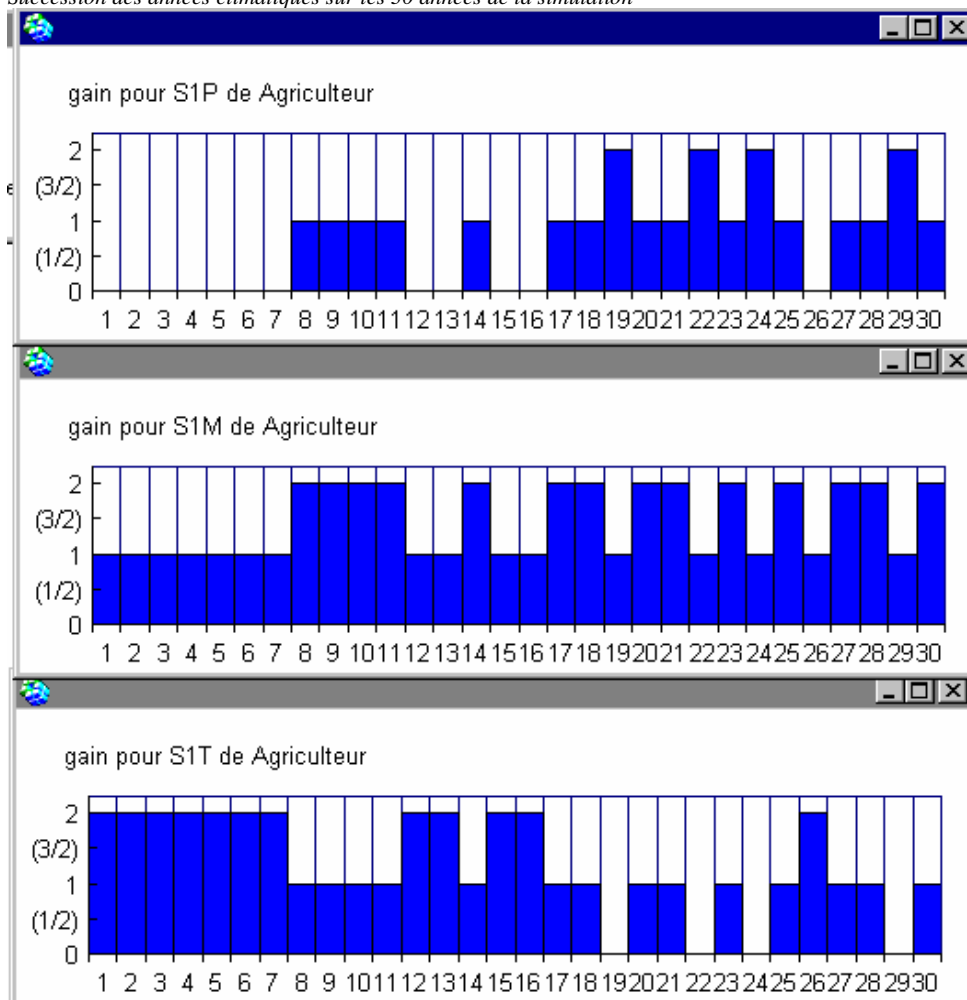 Succession des années climatiques sur les 30 années de la simulation
gain pour S1P de Agriculteur
2
(3/2)
1
(1/2)
0
1 2 3 4 5 6 7 8 9 10 11 12 13 14 15 16 17 18 19 20 21 22 23 24 25 26 27 28 29 30
gain pour S1M de Agriculteur
2
(3/2)
1
(1/2)
0
1 2 3 4 5 6 7 8 9 10 11 12 13 14 15 16 17 18 19 20 21 22 23 24 25 26 27 28 29 30
gain pour S1T de Agriculteur
2
(3/2)
1
(1/2)
0
1 2 3 4 5 6 7 8 9 10 11 12 13 14 15 16 17 18 19 20 21 22 23 24 25 26 27 28 29 30